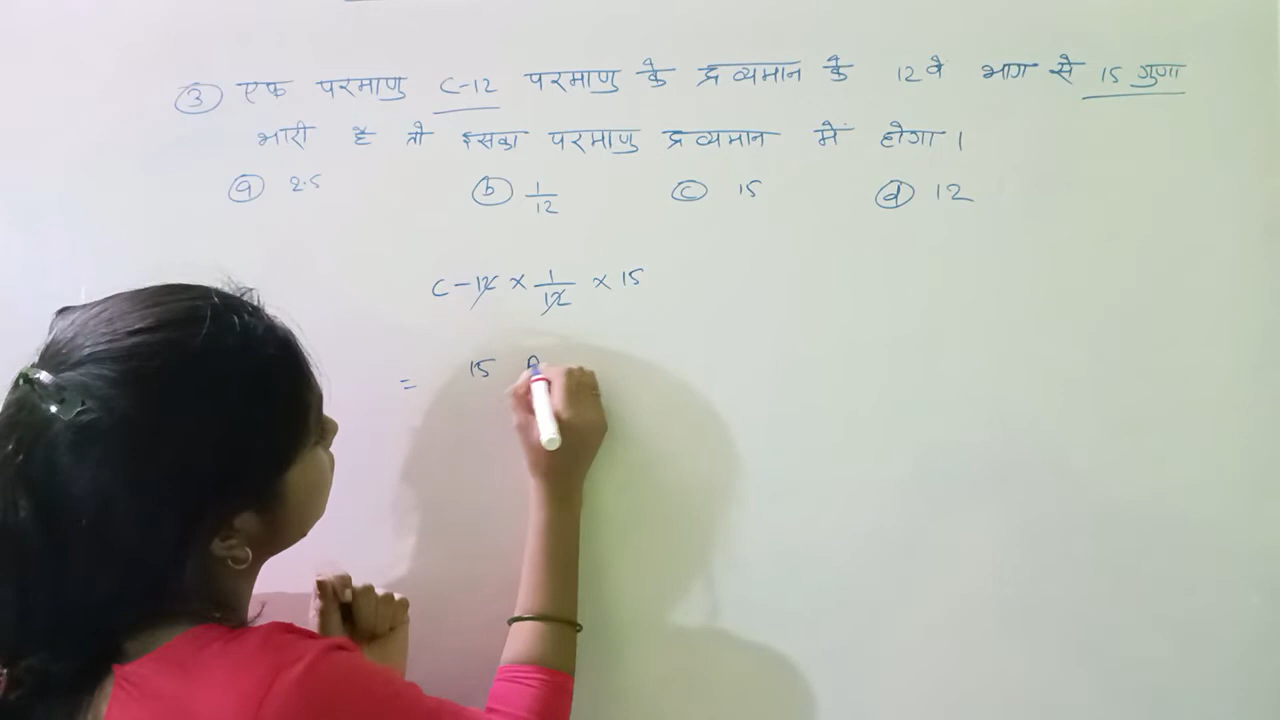 ③ एक परमाणु C-12 परमाणु के द्रव्यमान के 12 वे भाग से 15 गुणा
भारी है तो इसका परमाणु द्रव्यमान में होगा।
ⓐ 2.5 ⓑ 1/12 ⓒ 15 ⓓ 12
C-12 × 1/12 × 15
= 15